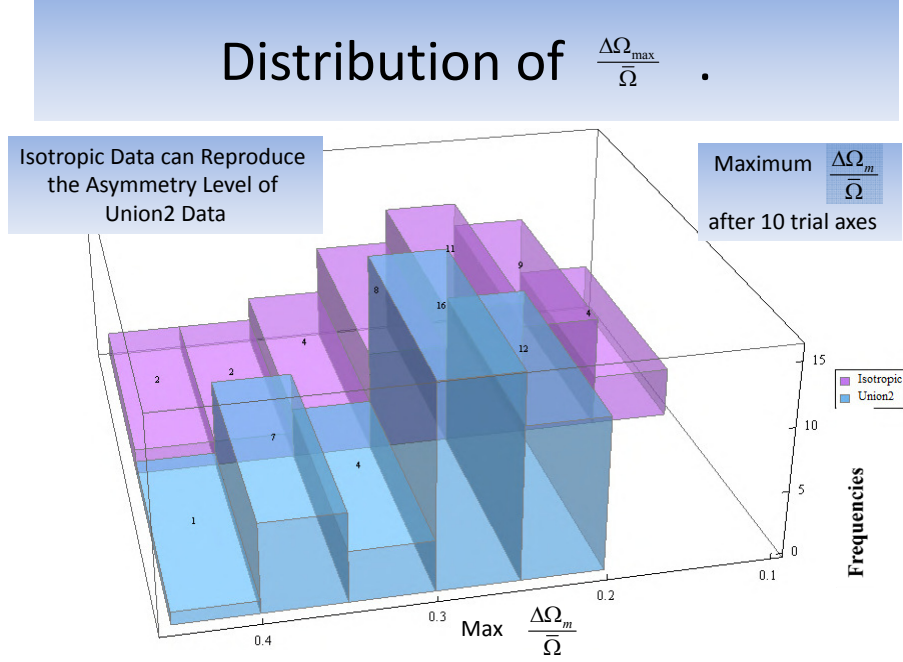 Distribution of ΔΩmax/Ω̄ .
Isotropic Data can Reproduce
the Asymmetry Level of
Union2 Data
Maximum ΔΩm/Ω̄
after 10 trial axes
11
9
8
16
4
4
12
2
2
7
4
1
15
10
5
0
Isotropic
Union2
Frequencies
0.4
0.3
0.2
0.1
Max ΔΩm/Ω̄